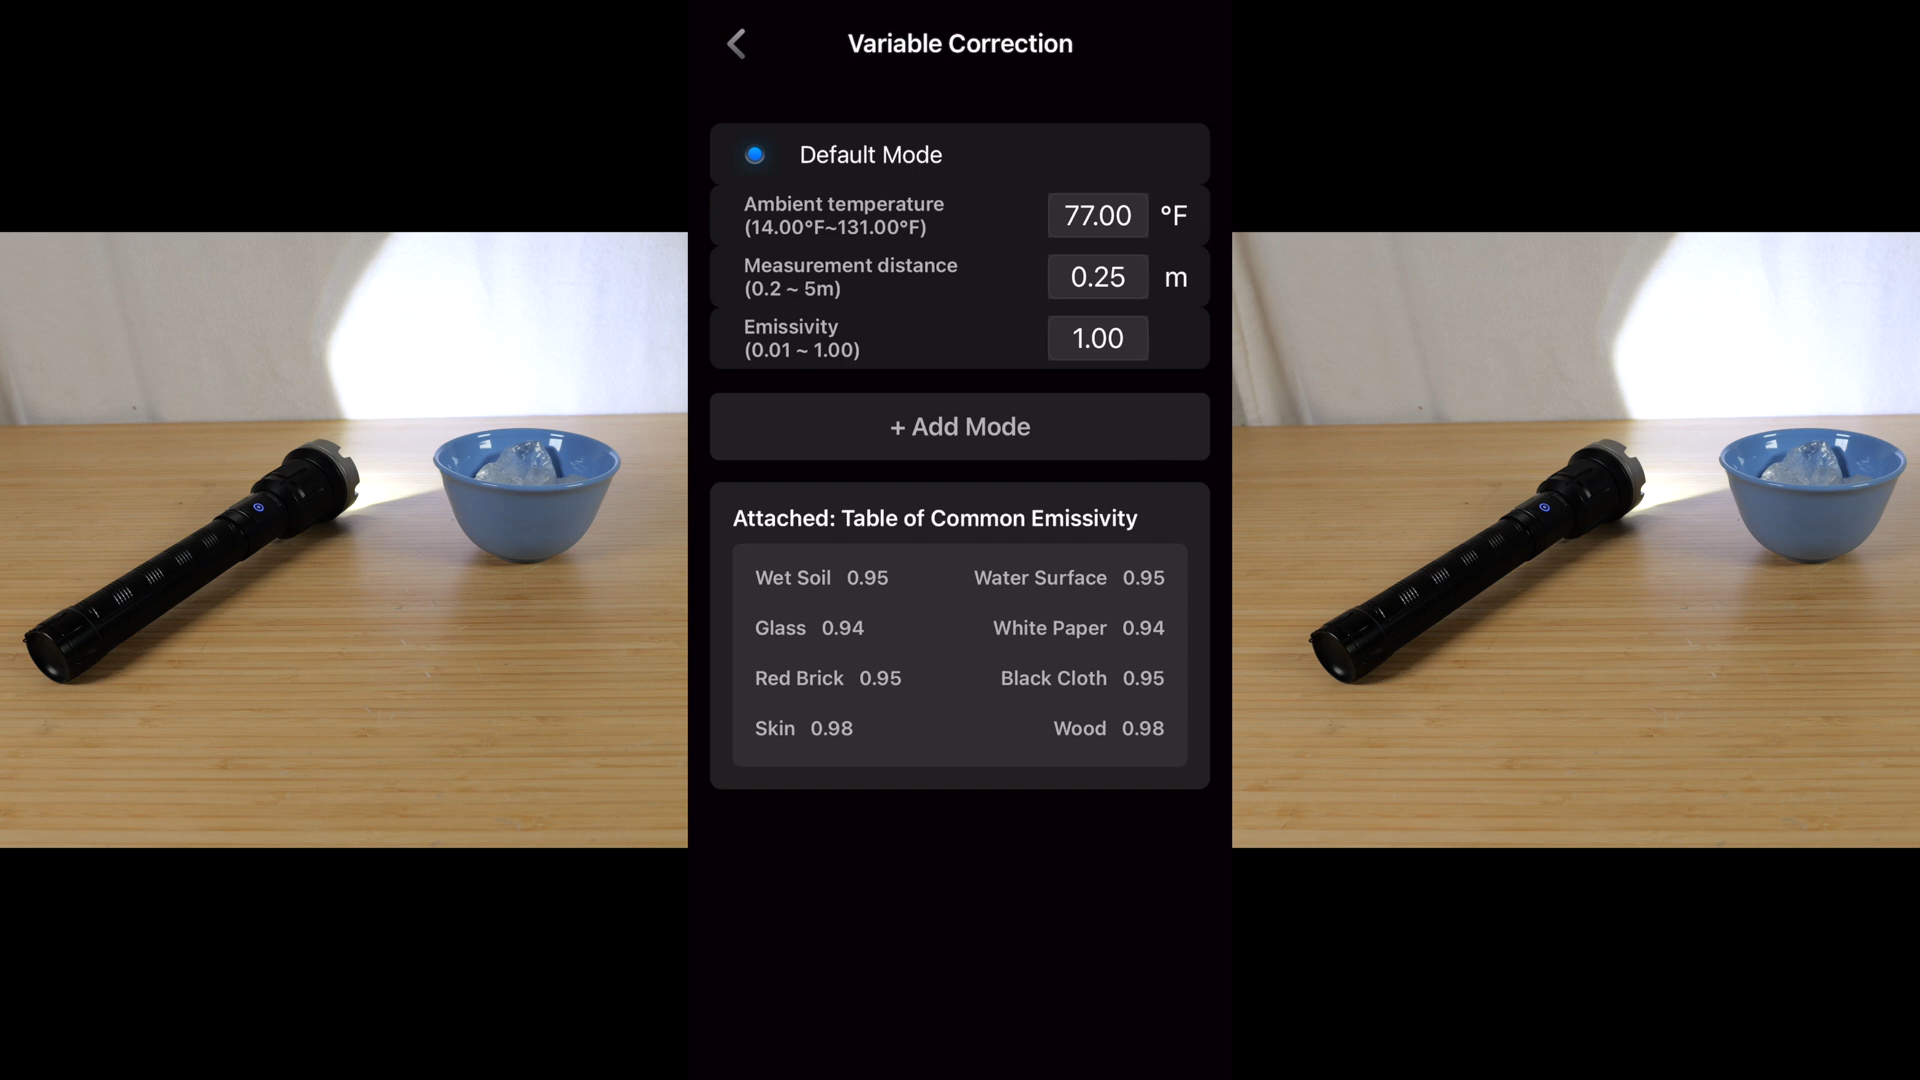 Variable Correction
Default Mode
Ambient temperature
(14.00°F~131.00°F)
77.00 °F
Measurement distance
(0.2 ~ 5m)
0.25 m
Emissivity
(0.01 ~ 1.00)
1.00
+ Add Mode
Attached: Table of Common Emissivity
Wet Soil 0.95 Water Surface 0.95
Glass 0.94 White Paper 0.94
Red Brick 0.95 Black Cloth 0.95
Skin 0.98 Wood 0.98